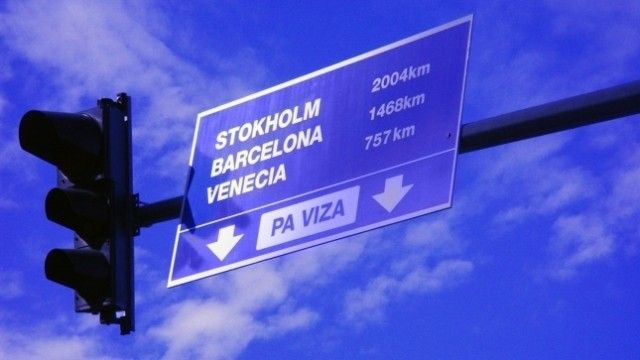 STOKHOLM 2004km
BARCELONA 1468km
VENECIA 757km
PA VIZA